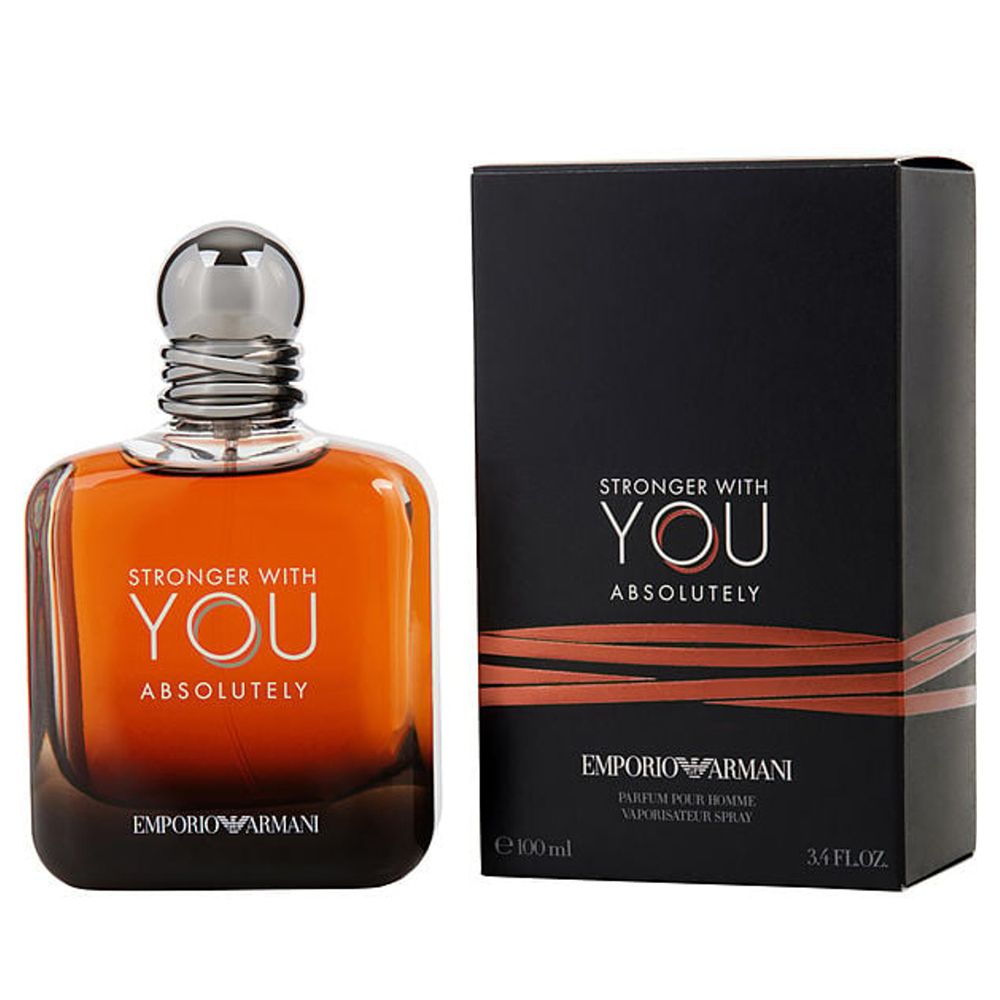 STRONGER WITH
YOU
ABSOLUTELY
EMPORIO ARMANI
STRONGER WITH
YOU
ABSOLUTELY
EMPORIO ARMANI
PARFUM POUR HOMME
VAPORISATEUR SPRAY
e 100 ml
3.4 FL.OZ.